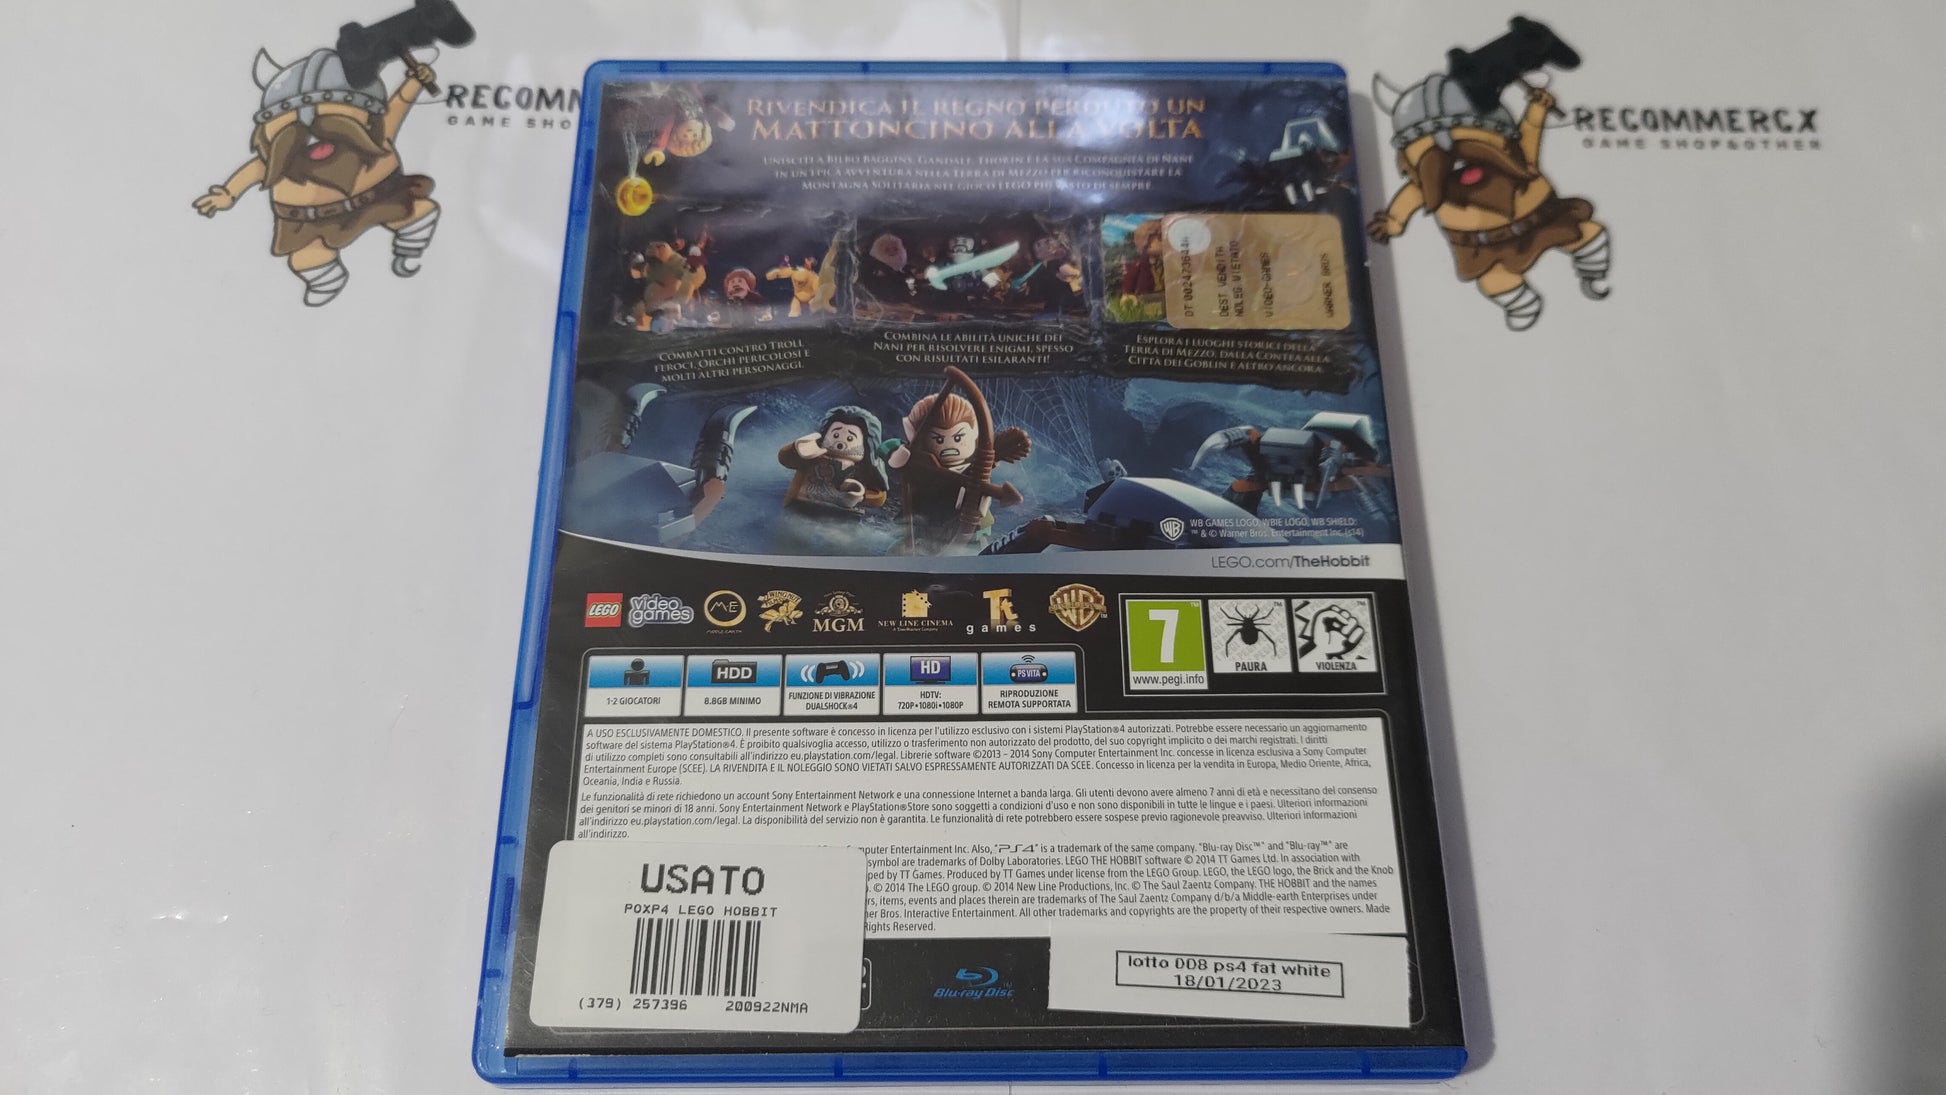 RECOMM
GAME SHO
RECOMMERCX
GAME SHOP&OTHER
RIVENDICA IL REGNO PERDUTO UN
MATTONCINO ALLA VOLTA
UNISCITI A BILBO BAGGINS, GANDALF, THORIN E LA SUA COMPAGNIA DI NANI
IN UN'EPICA AVVENTURA NELLA TERRA DI MEZZO PER RICONQUISTARE LA
MONTAGNA SOLITARIA NEL GIOCO LEGO PIÙ VASTO DI SEMPRE.
DEST VENDITA
NOLEG VIETATO
VIDEO-GAMES
WARNER BROS
COMBATTI CONTRO TROLL
FEROCI, ORCHI PERICOLOSI E
MOLTI ALTRI PERSONAGGI.
COMBINA LE ABILITÀ UNICHE DEI
NANI PER RISOLVERE ENIGMI, SPESSO
CON RISULTATI ESILARANTI!
ESPLORA I LUOGHI STORICI DELLA
TERRA DI MEZZO, DALLA CONTEA ALLA
CITTÀ DEI GOBLIN E ALTRO ANCORA.
WB GAMES LOGO, WBIE LOGO, WB SHIELD:
™ & © Warner Bros. Entertainment Inc. (s14)
LEGO.com/TheHobbit
LEGO video games
MIDDLE-EARTH
MGM
NEW LINE CINEMA
Tt games
7
www.pegi.info
PAURA
VIOLENZA
1-2 GIOCATORI
HDD
8.8GB MINIMO
FUNZIONE DI VIBRAZIONE
DUALSHOCK®4
HD
HDTV:
720P•1080i•1080P
PS VITA
RIPRODUZIONE
REMOTA SUPPORTATA
A USO ESCLUSIVAMENTE DOMESTICO. Il presente software è concesso in licenza per l'utilizzo esclusivo con i sistemi PlayStation®4 autorizzati. Potrebbe essere necessario un aggiornamento
software del sistema PlayStation®4. È proibito qualsivoglia accesso, utilizzo o trasferimento non autorizzato del prodotto, del suo copyright implicito o dei marchi registrati. I diritti
di utilizzo completi sono consultabili all'indirizzo eu.playstation.com/legal. Librerie software ©2013 - 2014 Sony Computer Entertainment Inc. concesse in licenza esclusiva a Sony Computer
Entertainment Europe (SCEE). LA RIVENDITA E IL NOLEGGIO SONO VIETATI SALVO ESPRESSAMENTE AUTORIZZATI DA SCEE. Concesso in licenza per la vendita in Europa, Medio Oriente, Africa,
Oceania, India e Russia.
Le funzionalità di rete richiedono un account Sony Entertainment Network e una connessione Internet a banda larga. Gli utenti devono avere almeno 7 anni di età e necessitano del consenso
dei genitori se minori di 18 anni. Sony Entertainment Network e PlayStation®Store sono soggetti a condizioni d'uso e non sono disponibili in tutte le lingue e i paesi. Ulteriori informazioni
all'indirizzo eu.playstation.com/legal. La disponibilità del servizio non è garantita. Le funzionalità di rete potrebbero essere sospese previo ragionevole preavviso. Ulteriori informazioni
all'indirizzo.
mputer Entertainment Inc. Also, "PS4" is a trademark of the same company. "Blu-ray Disc™" and "Blu-ray™" are
symbol are trademarks of Dolby Laboratories. LEGO THE HOBBIT software © 2014 TT Games Ltd. In association with
ped by TT Games. Produced by TT Games under license from the LEGO Group. LEGO, the LEGO logo, the Brick and the Knob
). © 2014 The LEGO group. © 2014 New Line Productions, Inc. © The Saul Zaentz Company. THE HOBBIT and the names
rs, items, events and places therein are trademarks of The Saul Zaentz Company d/b/a Middle-earth Enterprises under
ner Bros. Interactive Entertainment. All other trademarks and copyrights are the property of their respective owners. Made
Rights Reserved.
USATO
POXP4 LEGO HOBBIT
(379) 257396 200922NMA
Blu-ray Disc
lotto 008 ps4 fat white
18/01/2023